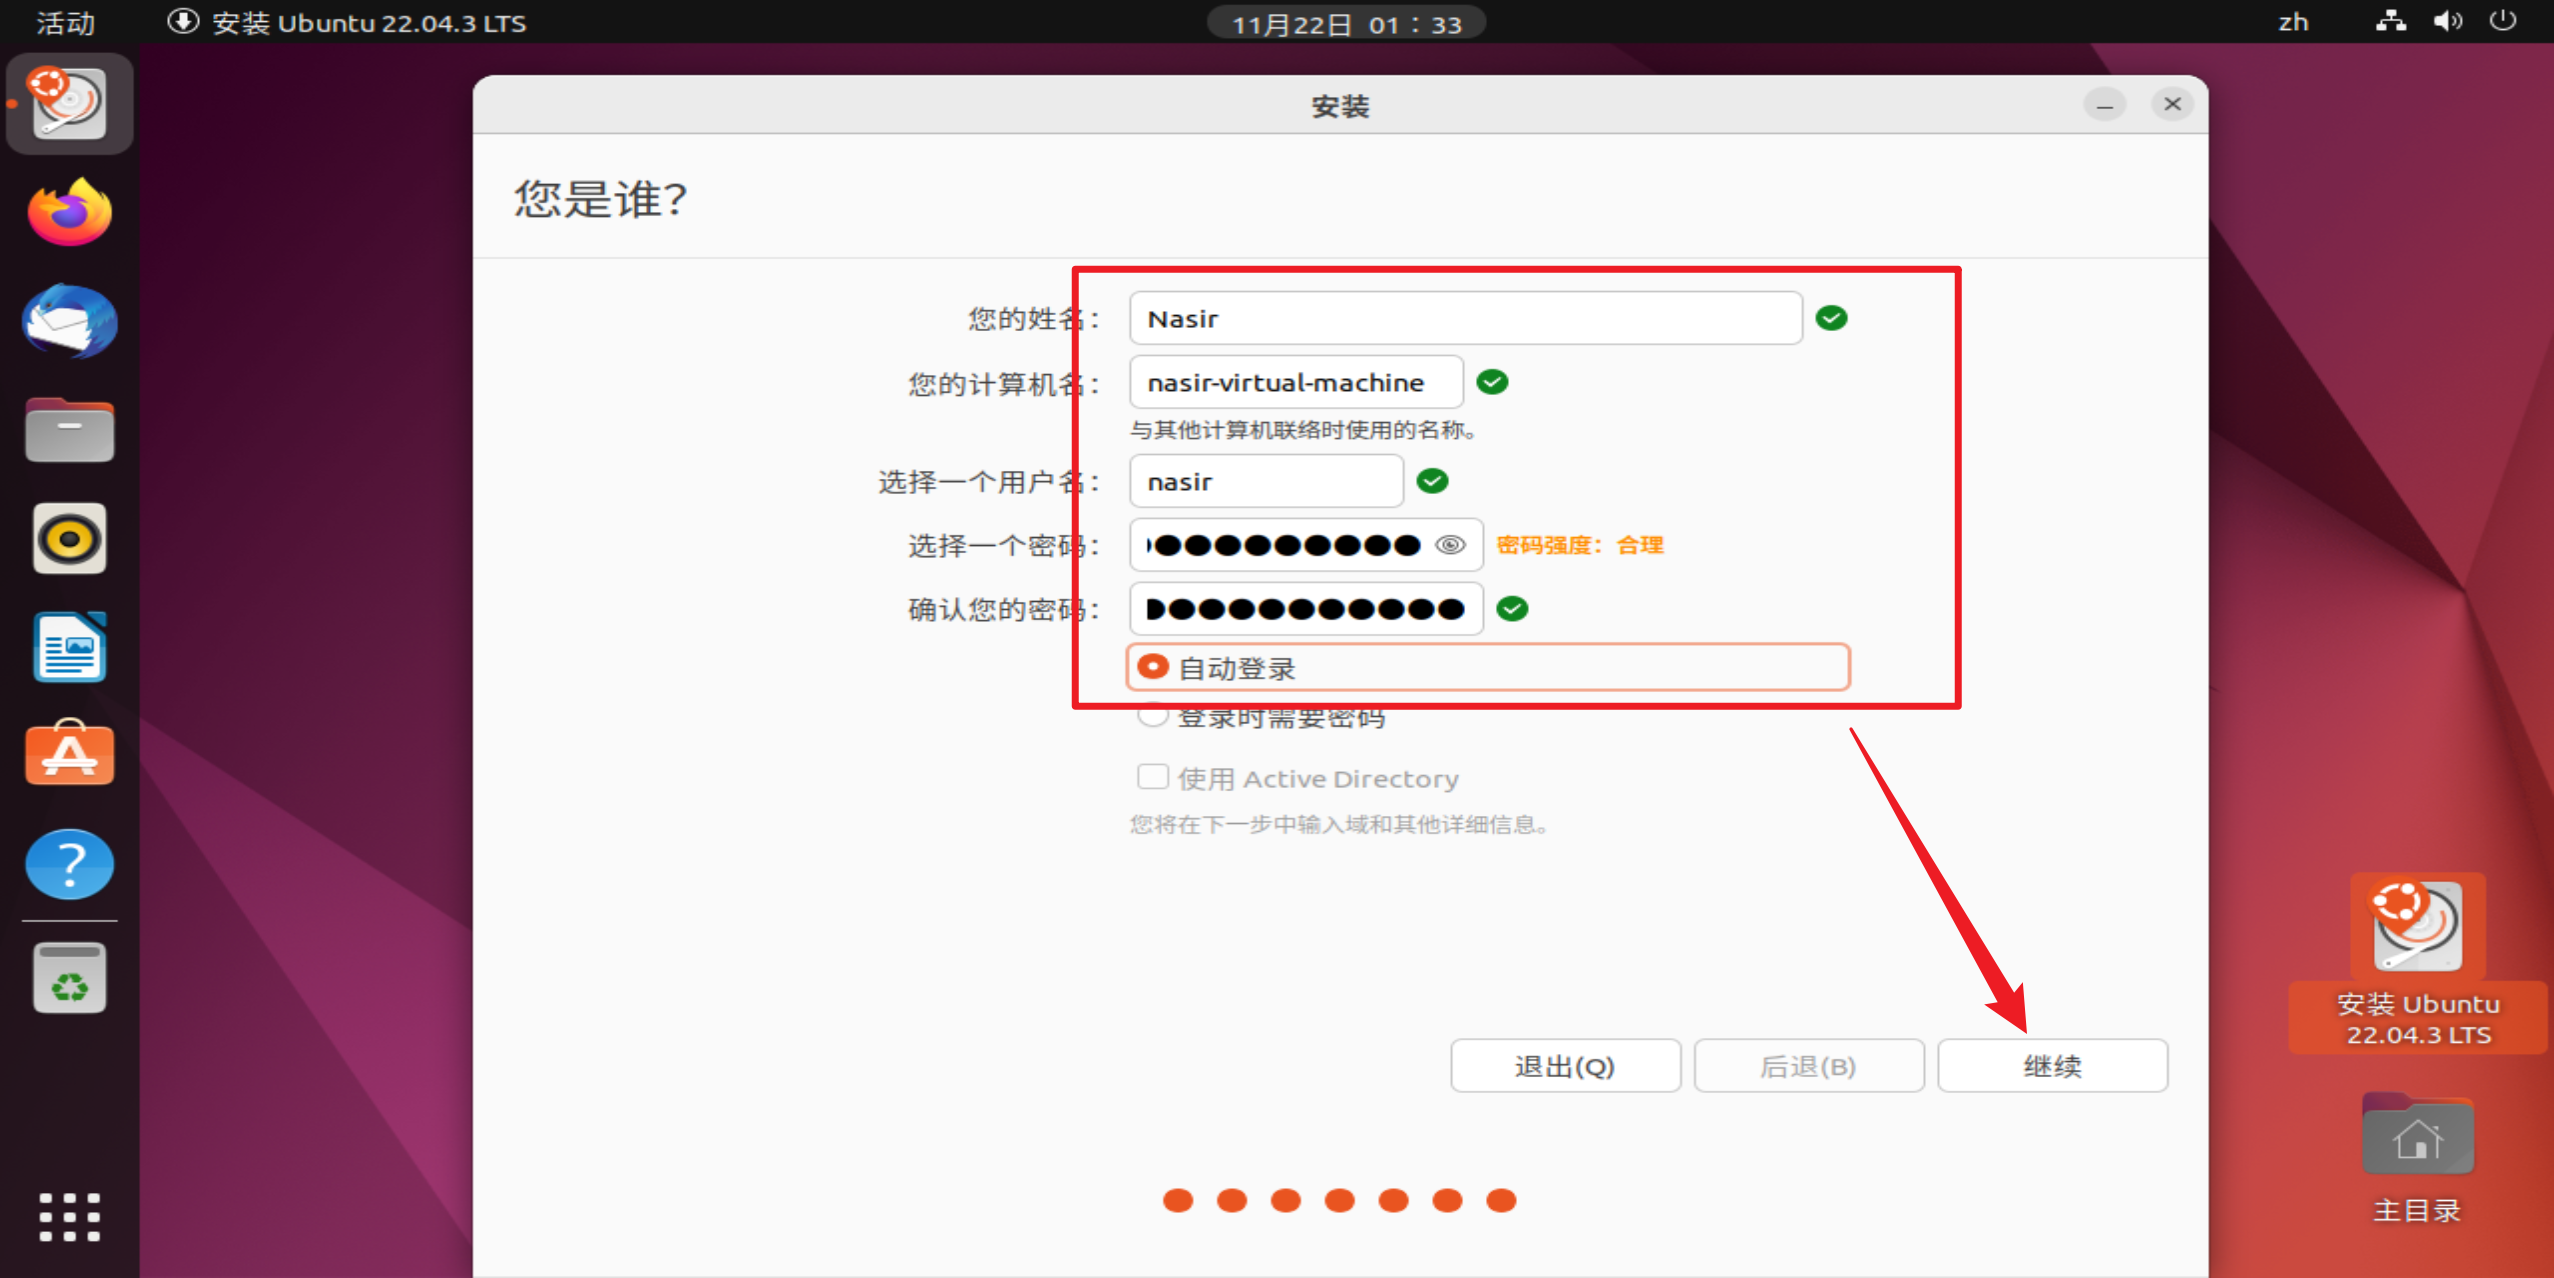 活动
安装 Ubuntu 22.04.3 LTS
11月22日 01：33
zh
安装
您是谁？
您的姓名：
Nasir
您的计算机名：
nasir-virtual-machine
与其他计算机联络时使用的名称。
选择一个用户名：
nasir
选择一个密码：
密码强度：合理
确认您的密码：
自动登录
登录时需要密码
使用 Active Directory
您将在下一步中输入域和其他详细信息。
退出(Q)
后退(B)
继续
安装 Ubuntu
22.04.3 LTS
主目录